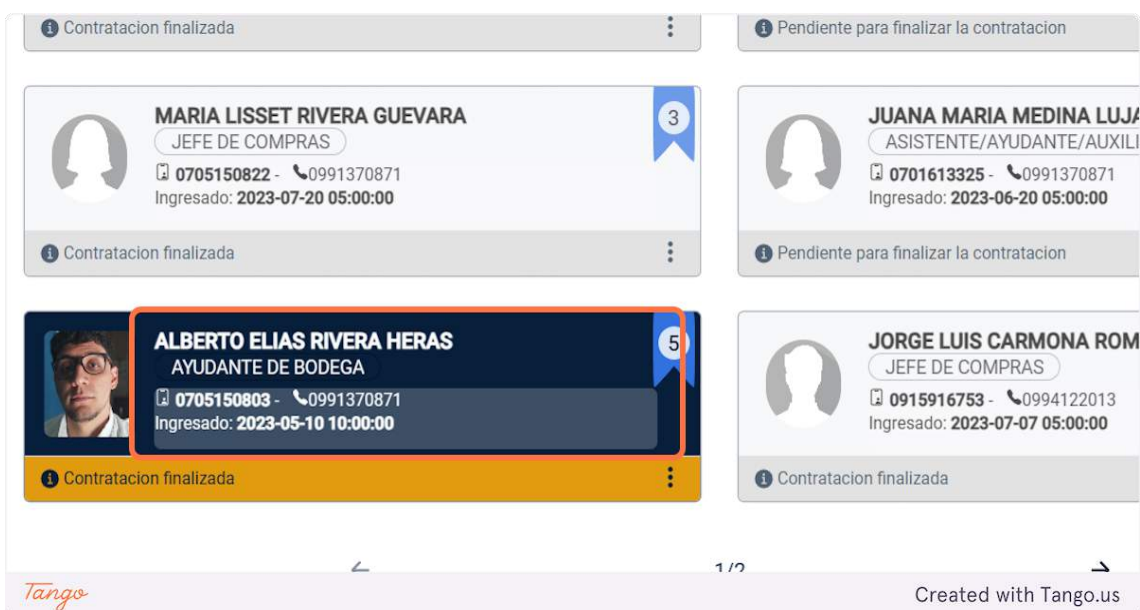 Contratacion finalizada
Pendiente para finalizar la contratacion
MARIA LISSET RIVERA GUEVARA
JEFE DE COMPRAS
0705150822 - 0991370871
Ingresado: 2023-07-20 05:00:00
3
Contratacion finalizada
JUANA MARIA MEDINA
ASISTENTE/AYUDANTE/AUXILI
0701613325 - 0991370871
Ingresado: 2023-06-20 05:00:00
Pendiente para finalizar la contratacion
ALBERTO ELIAS RIVERA HERAS
AYUDANTE DE BODEGA
0705150803 - 0991370871
Ingresado: 2023-05-10 10:00:00
5
Contratacion finalizada
JORGE LUIS CARMONA ROM
JEFE DE COMPRAS
0915916753 - 0994122013
Ingresado: 2023-07-07 05:00:00
Contratacion finalizada
1/2
Tango
Created with Tango.us